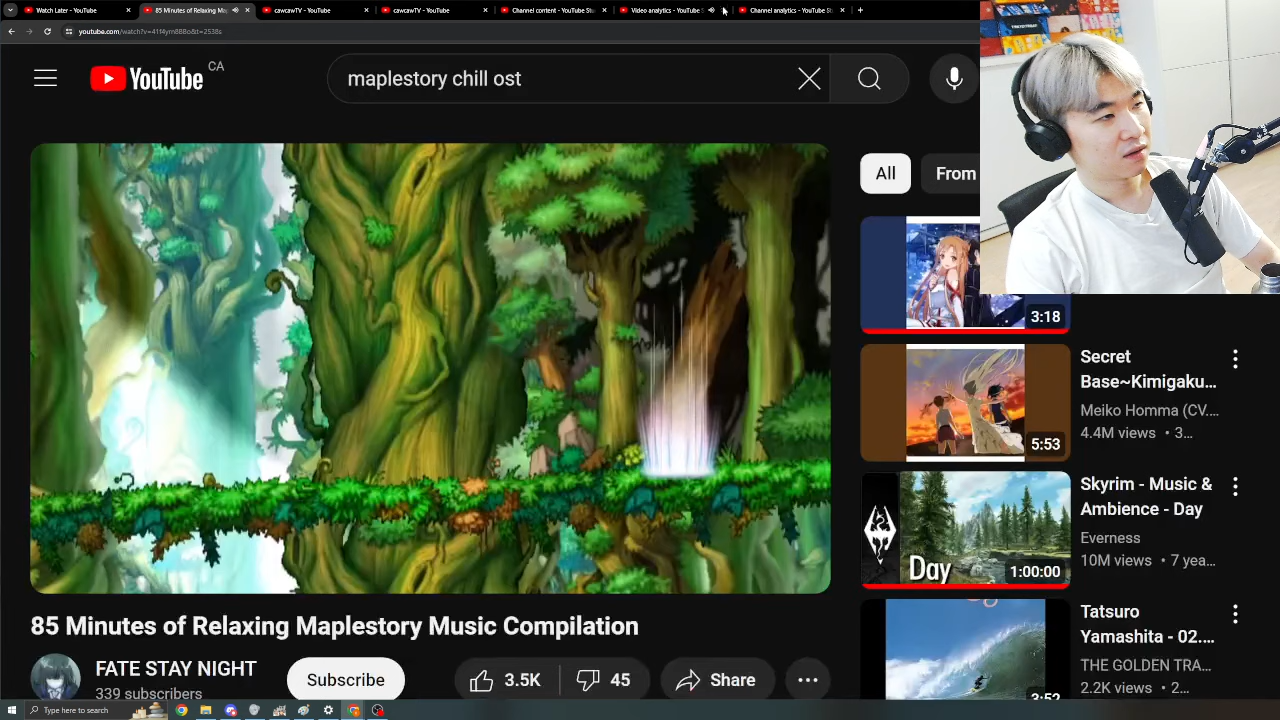 Watch Later - YouTube
85 Minutes of Relaxing Ma
cawcawTV - YouTube
cawcawTV - YouTube
Channel content - YouTube Stu
Video analytics - YouTube S
Channel analytics - YouTube St
youtube.com/watch?v=41f4yrn888o&t=2538s
YouTube CA
maplestory chill ost
All
From
3:18
Secret
Base~Kimigaku...
Meiko Homma (CV....
4.4M views • 3...
5:53
Skyrim - Music &
Ambience - Day
Everness
10M views • 7 yea...
Day
1:00:00
Tatsuro
Yamashita - 02....
THE GOLDEN TRA...
2.2K views • 2...
3:52
85 Minutes of Relaxing Maplestory Music Compilation
FATE STAY NIGHT
339 subscribers
Subscribe
3.5K
45
Share
Type here to search